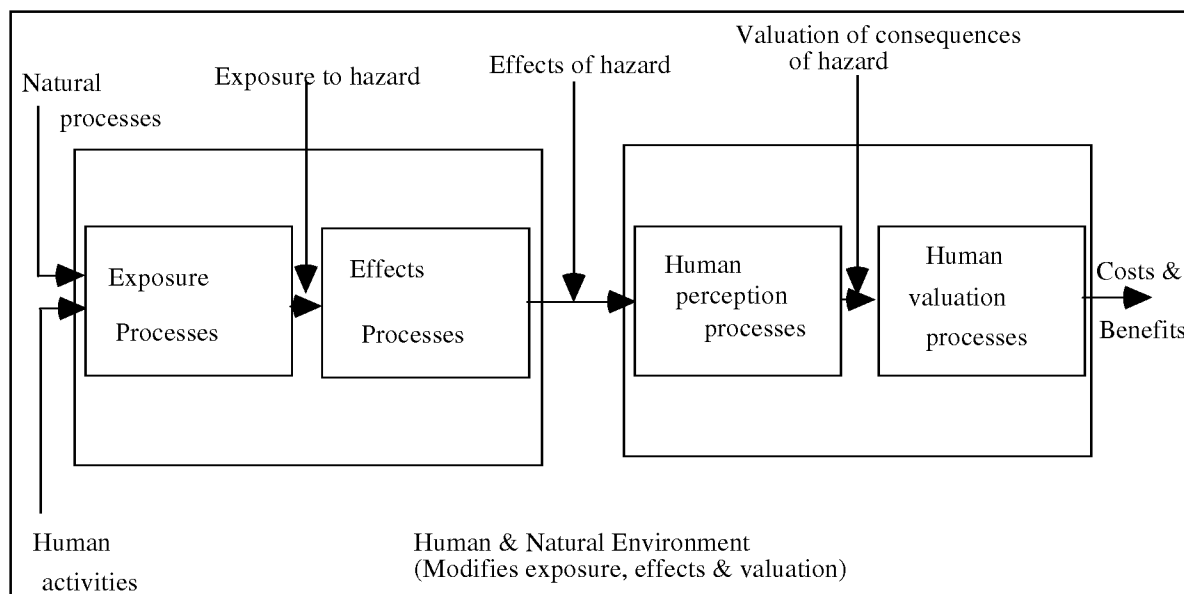 Natural
processes
Exposure to hazard
Effects of hazard
Valuation of consequences
of hazard
Exposure
Processes
Effects
Processes
Human
perception
processes
Human
valuation
processes
Costs &
Benefits
Human
activities
Human & Natural Environment
(Modifies exposure, effects & valuation)